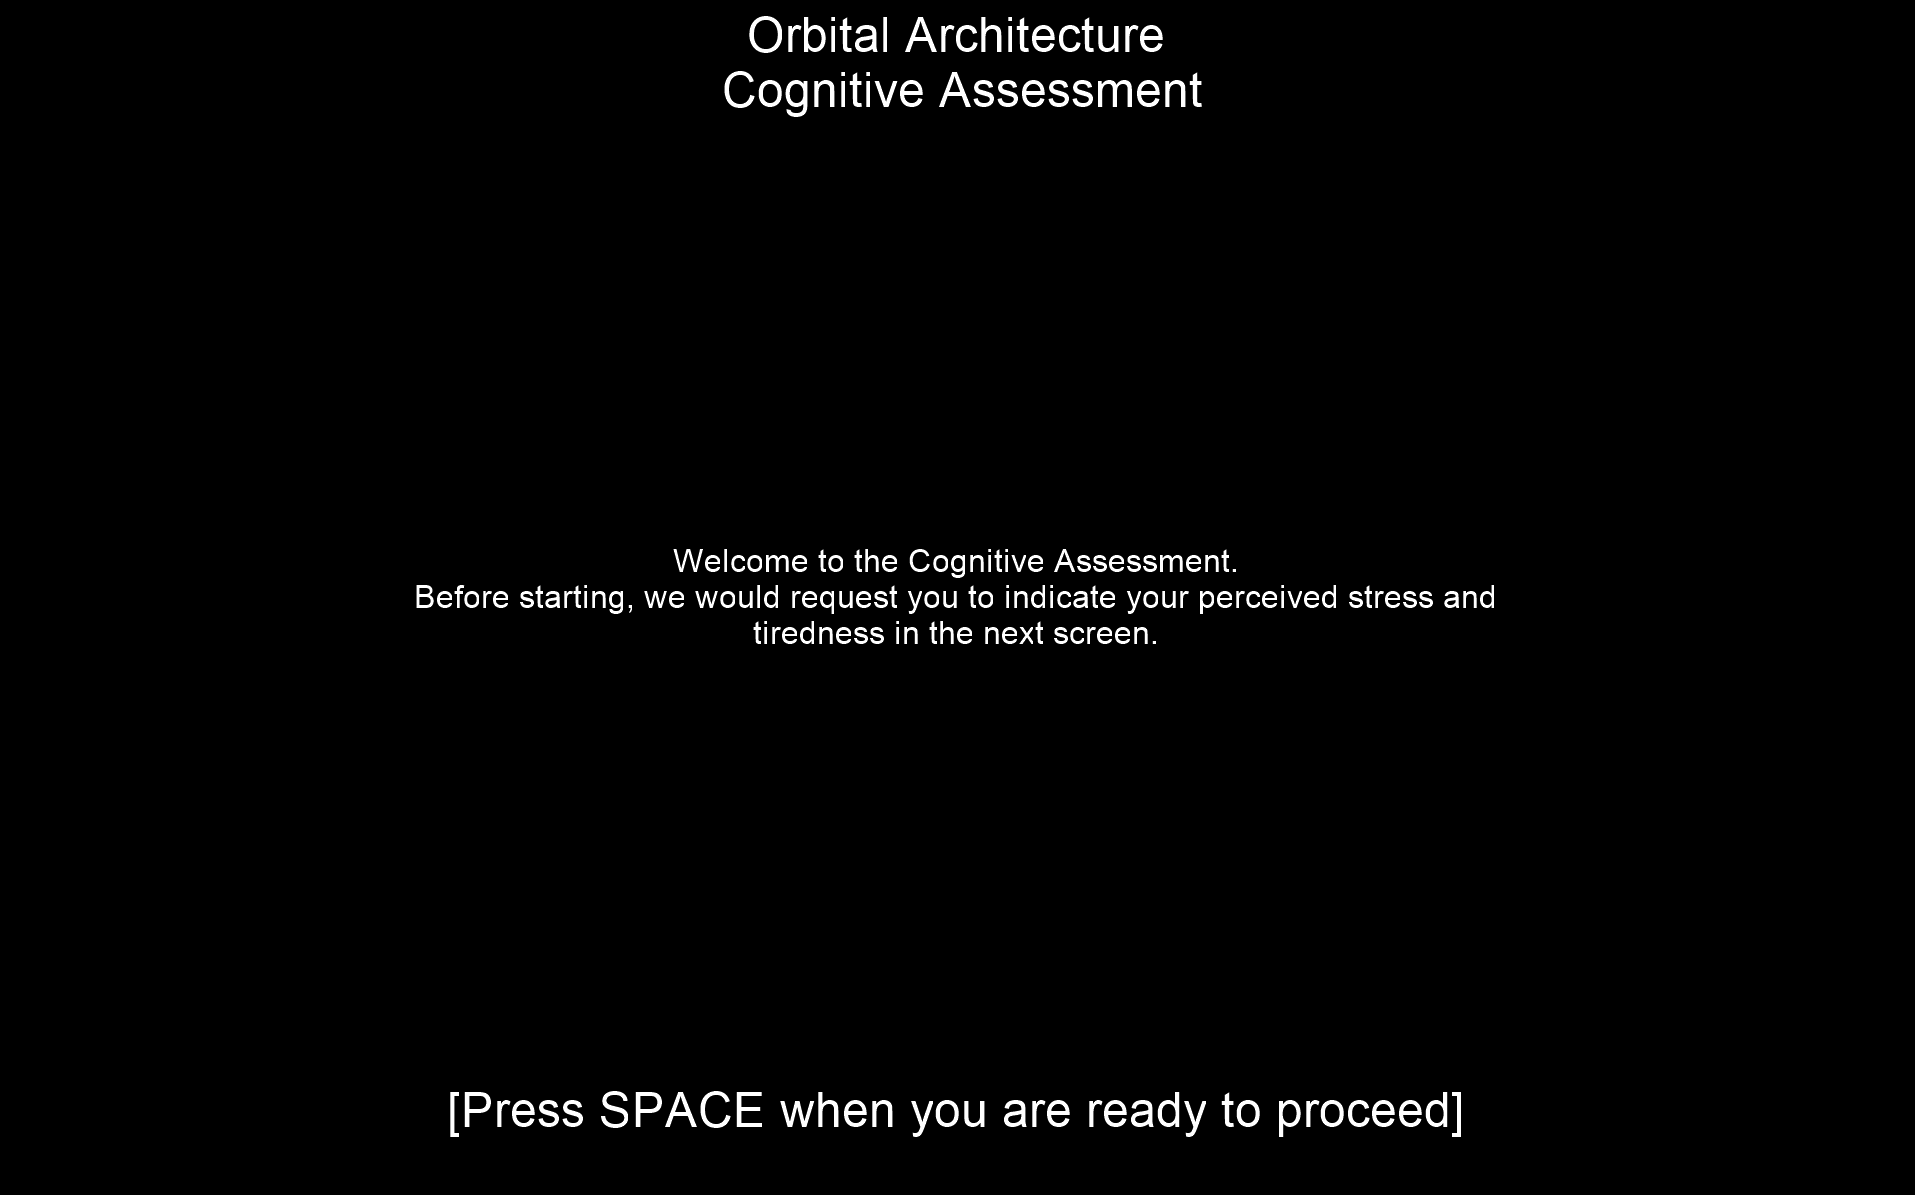 Orbital Architecture
Cognitive Assessment
Welcome to the Cognitive Assessment.
Before starting, we would request you to indicate your perceived stress and
tiredness in the next screen.
[Press SPACE when you are ready to proceed]